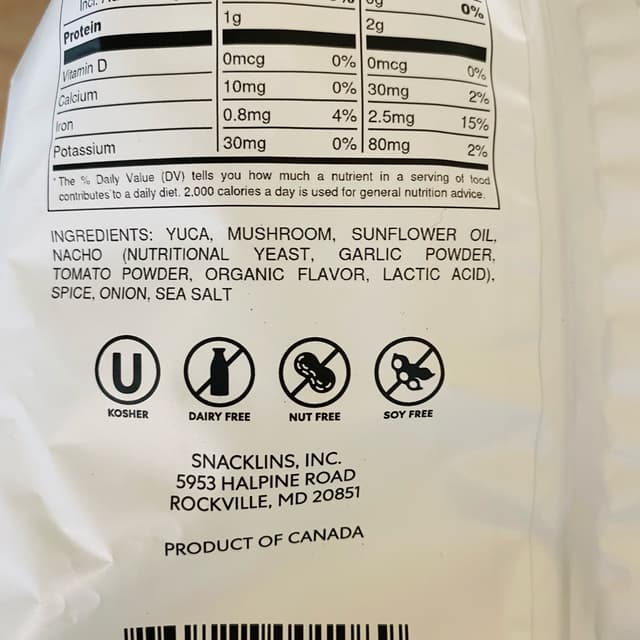 0%
Protein 1g 2g
Vitamin D 0mcg 0% 0mcg 0%
Calcium 10mg 0% 30mg 2%
Iron 0.8mg 4% 2.5mg 15%
Potassium 30mg 0% 80mg 2%
* The % Daily Value (DV) tells you how much a nutrient in a serving of food
contributes to a daily diet. 2,000 calories a day is used for general nutrition advice.
INGREDIENTS: YUCA, MUSHROOM, SUNFLOWER OIL,
NACHO (NUTRITIONAL YEAST, GARLIC POWDER,
TOMATO POWDER, ORGANIC FLAVOR, LACTIC ACID),
SPICE, ONION, SEA SALT
U
KOSHER DAIRY FREE NUT FREE SOY FREE
SNACKLINS, INC.
5953 HALPINE ROAD
ROCKVILLE, MD 20851
PRODUCT OF CANADA